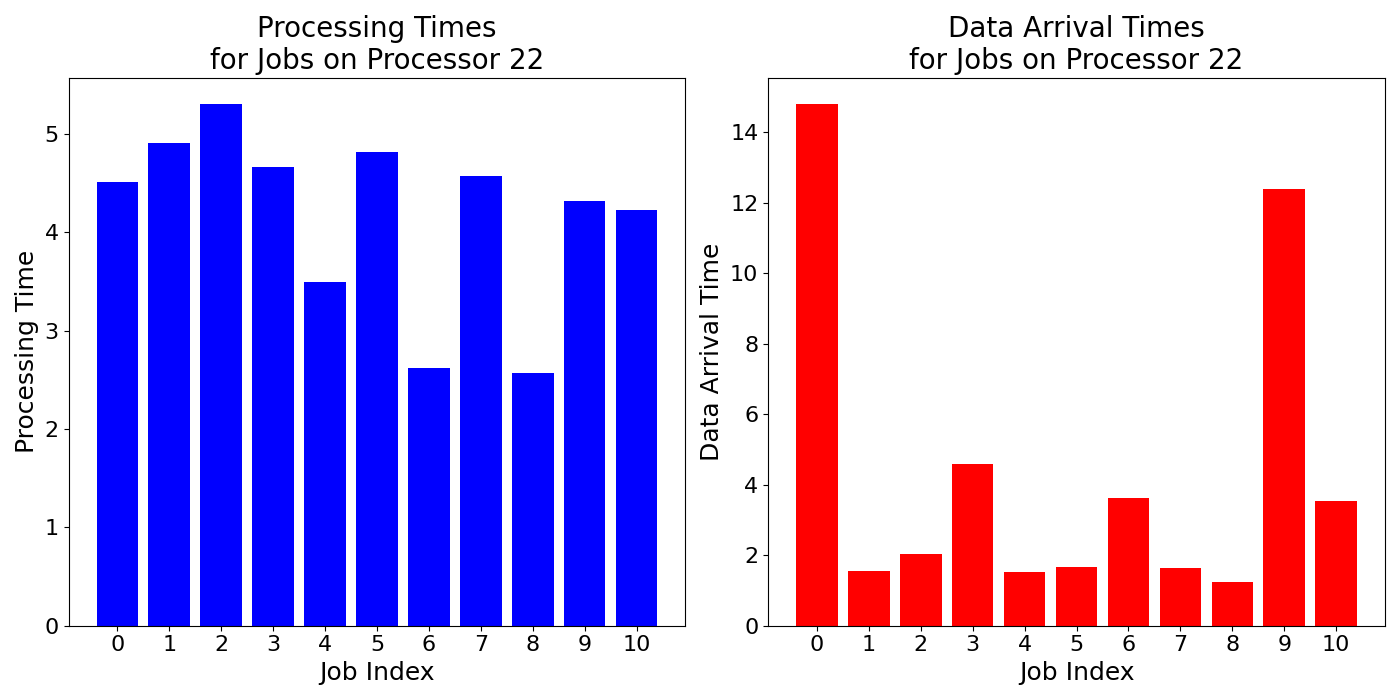 Processing Times
for Jobs on Processor 22
Processing Time
5
4
3
2
1
0
0 1 2 3 4 5 6 7 8 9 10
Job Index
Data Arrival Times
for Jobs on Processor 22
Data Arrival Time
14
12
10
8
6
4
2
0
0 1 2 3 4 5 6 7 8 9 10
Job Index